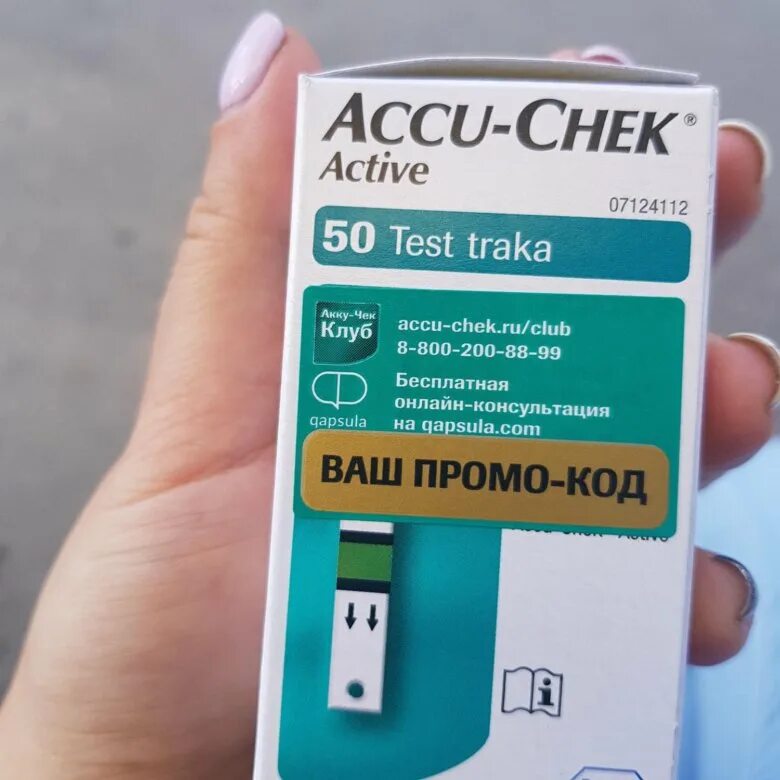 ACCU-CHEK®
Active
07124112
50 Test traka
Акку-Чек
Клуб
accu-chek.ru/club
8-800-200-88-99
qapsula
Бесплатная
онлайн-консультация
на qapsula.com
ВАШ ПРОМО-КОД